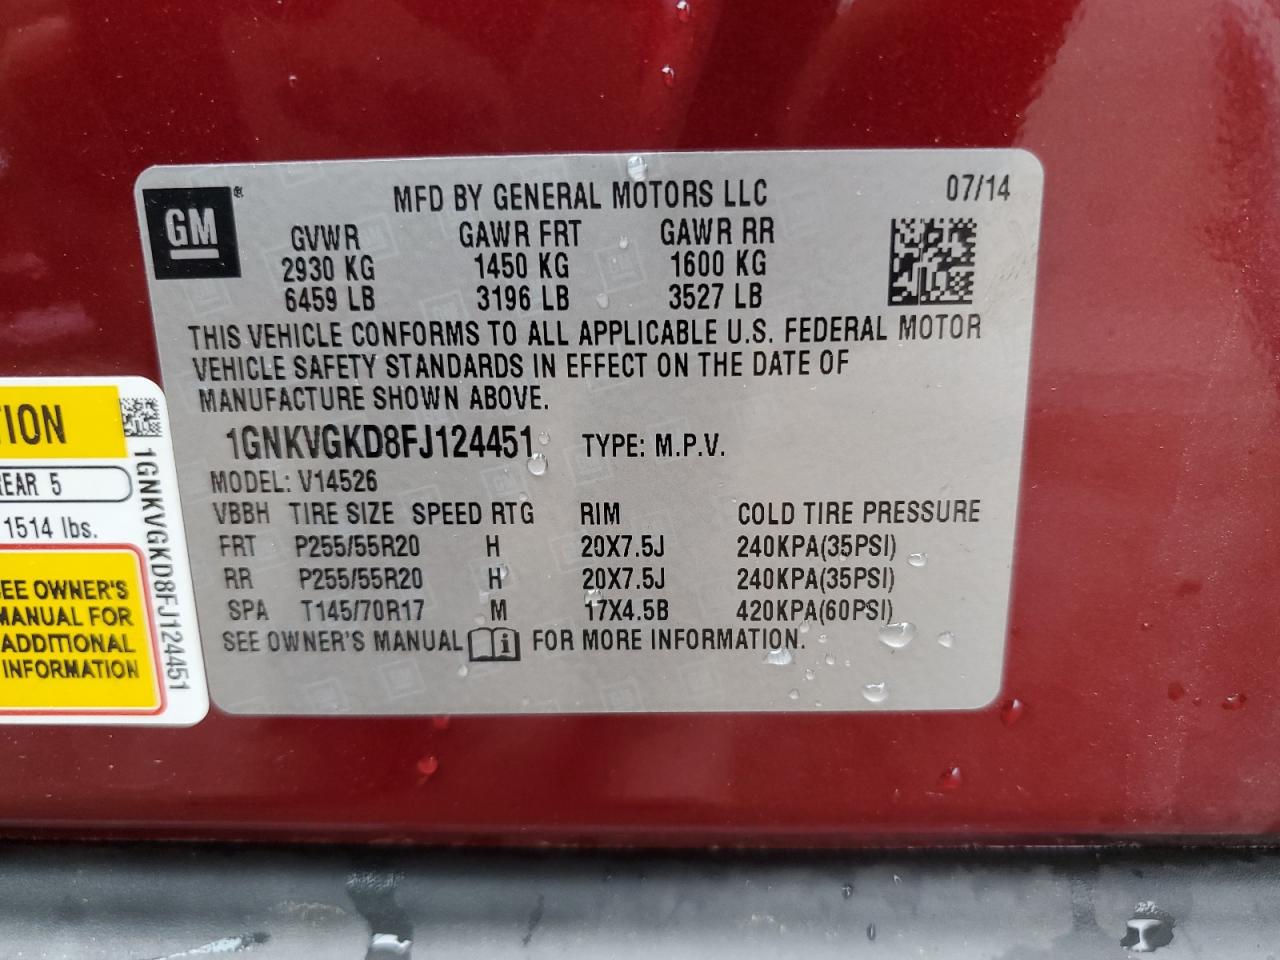 GM ®
MFD BY GENERAL MOTORS LLC 07/14
GVWR GAWR FRT GAWR RR
2930 KG 1450 KG 1600 KG
6459 LB 3196 LB 3527 LB
THIS VEHICLE CONFORMS TO ALL APPLICABLE U.S. FEDERAL MOTOR
VEHICLE SAFETY STANDARDS IN EFFECT ON THE DATE OF
MANUFACTURE SHOWN ABOVE.
1GNKVGKD8FJ124451 TYPE: M.P.V.
MODEL: V14526
VBBH TIRE SIZE SPEED RTG RIM COLD TIRE PRESSURE
FRT P255/55R20 H 20X7.5J 240KPA(35PSI)
RR P255/55R20 H 20X7.5J 240KPA(35PSI)
SPA T145/70R17 M 17X4.5B 420KPA(60PSI)
SEE OWNER'S MANUAL i FOR MORE INFORMATION.
TION
REAR 5
1514 lbs.
SEE OWNER'S
MANUAL FOR
ADDITIONAL
INFORMATION
1GNKVGKD8FJ124451